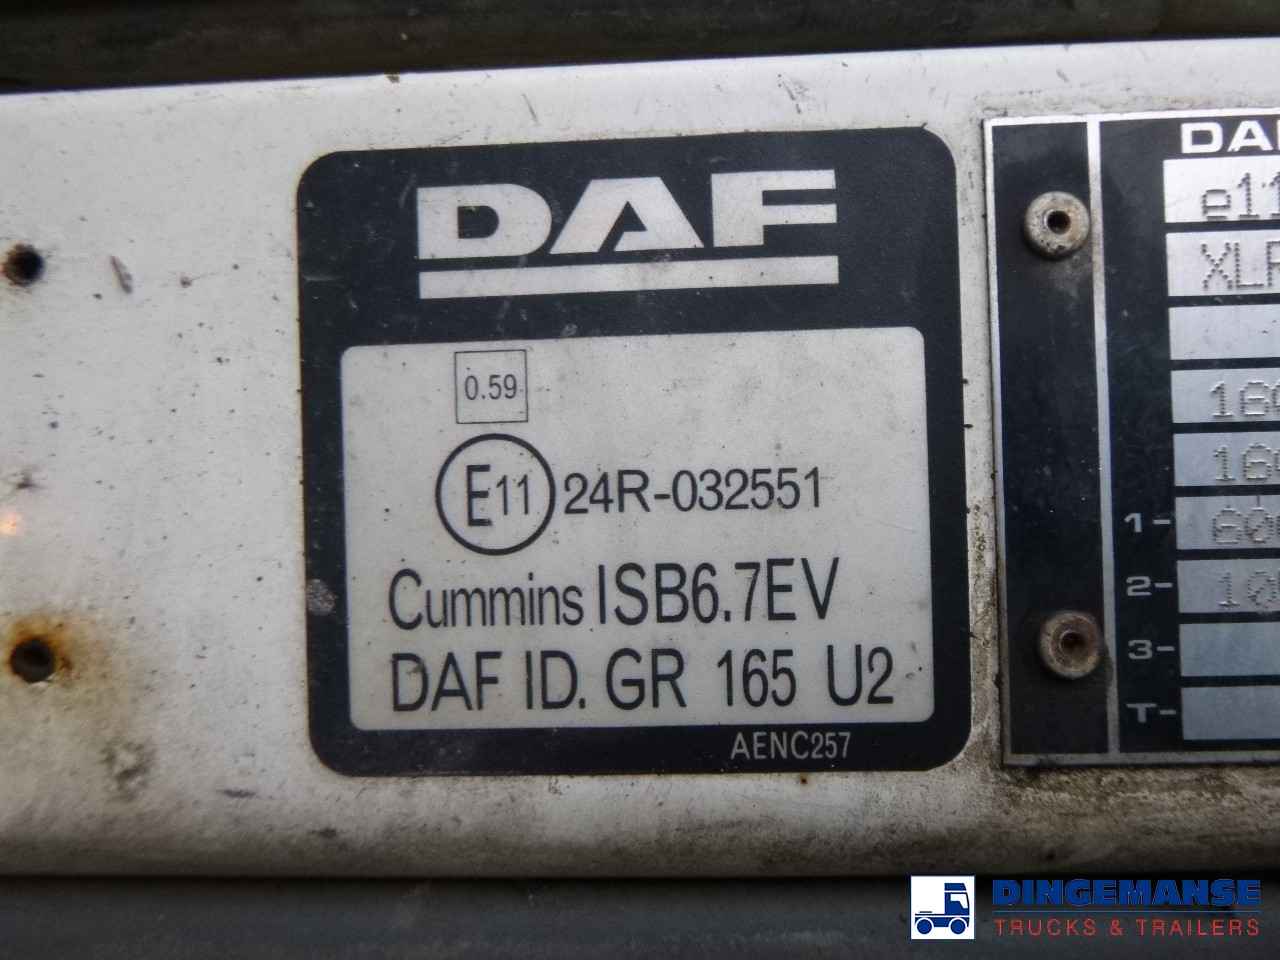 DAF
0.59
E11 24R-032551
Cummins ISB6.7EV
DAF ID. GR 165 U2
AENC257
e11
1-
2-
3-
T-
DINGEMANSE
TRUCKS & TRAILERS